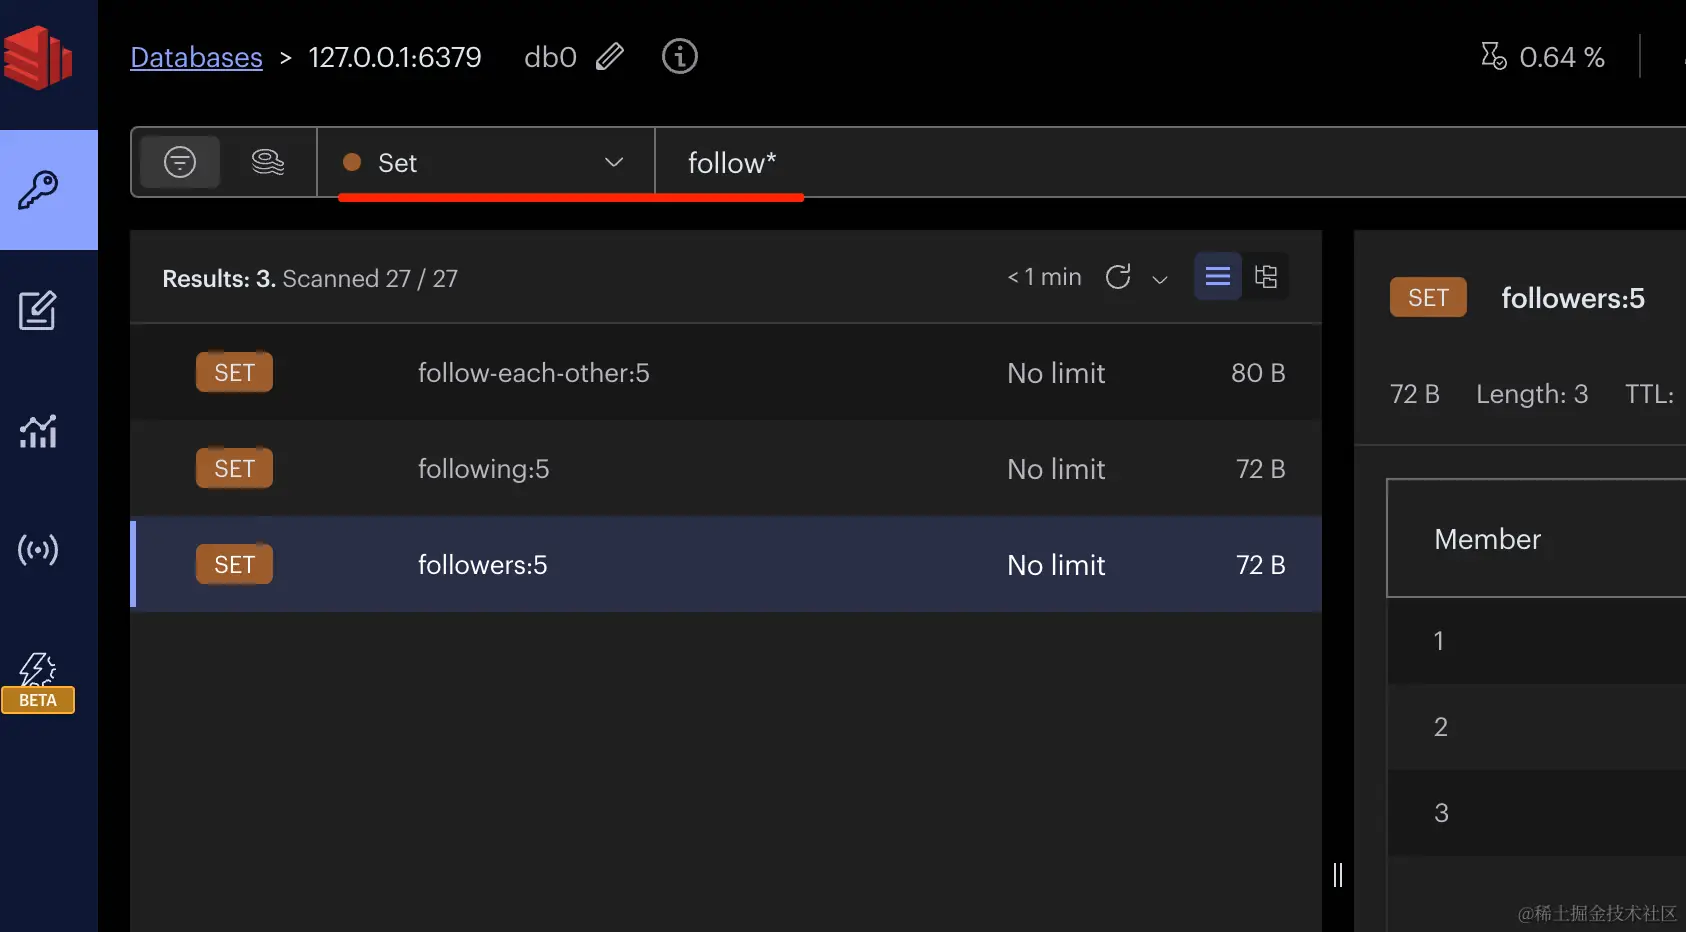 Databases > 127.0.0.1:6379 db0 0.64 %
Set follow*
Results: 3. Scanned 27 / 27 < 1 min
SET follow-each-other:5 No limit 80 B
SET following:5 No limit 72 B
SET followers:5 No limit 72 B
BETA
SET followers:5
72 B Length: 3 TTL:
Member
1
2
3
@稀土掘金技术社区